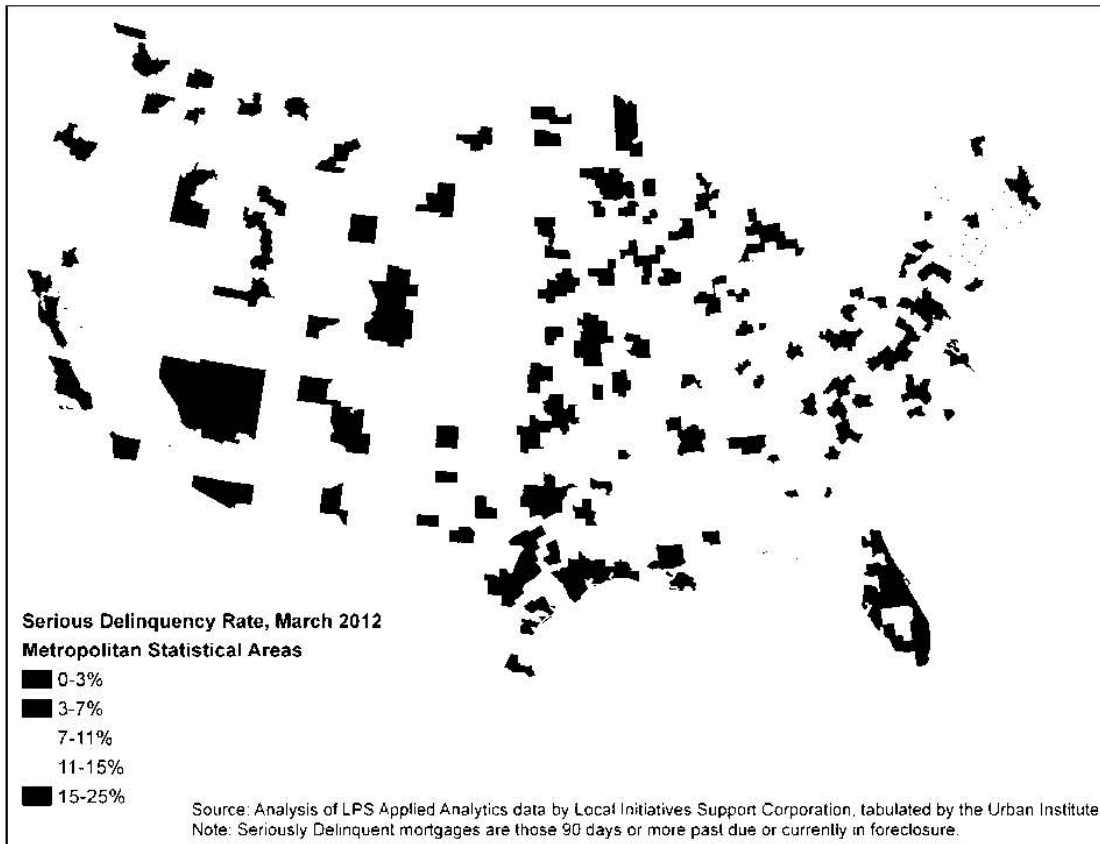 Serious Delinquency Rate, March 2012
Metropolitan Statistical Areas
0-3%
3-7%
7-11%
11-15%
15-25%
Source: Analysis of LPS Applied Analytics data by Local Initiatives Support Corporation, tabulated by the Urban Institute
Note: Seriously Delinquent mortgages are those 90 days or more past due or currently in foreclosure.